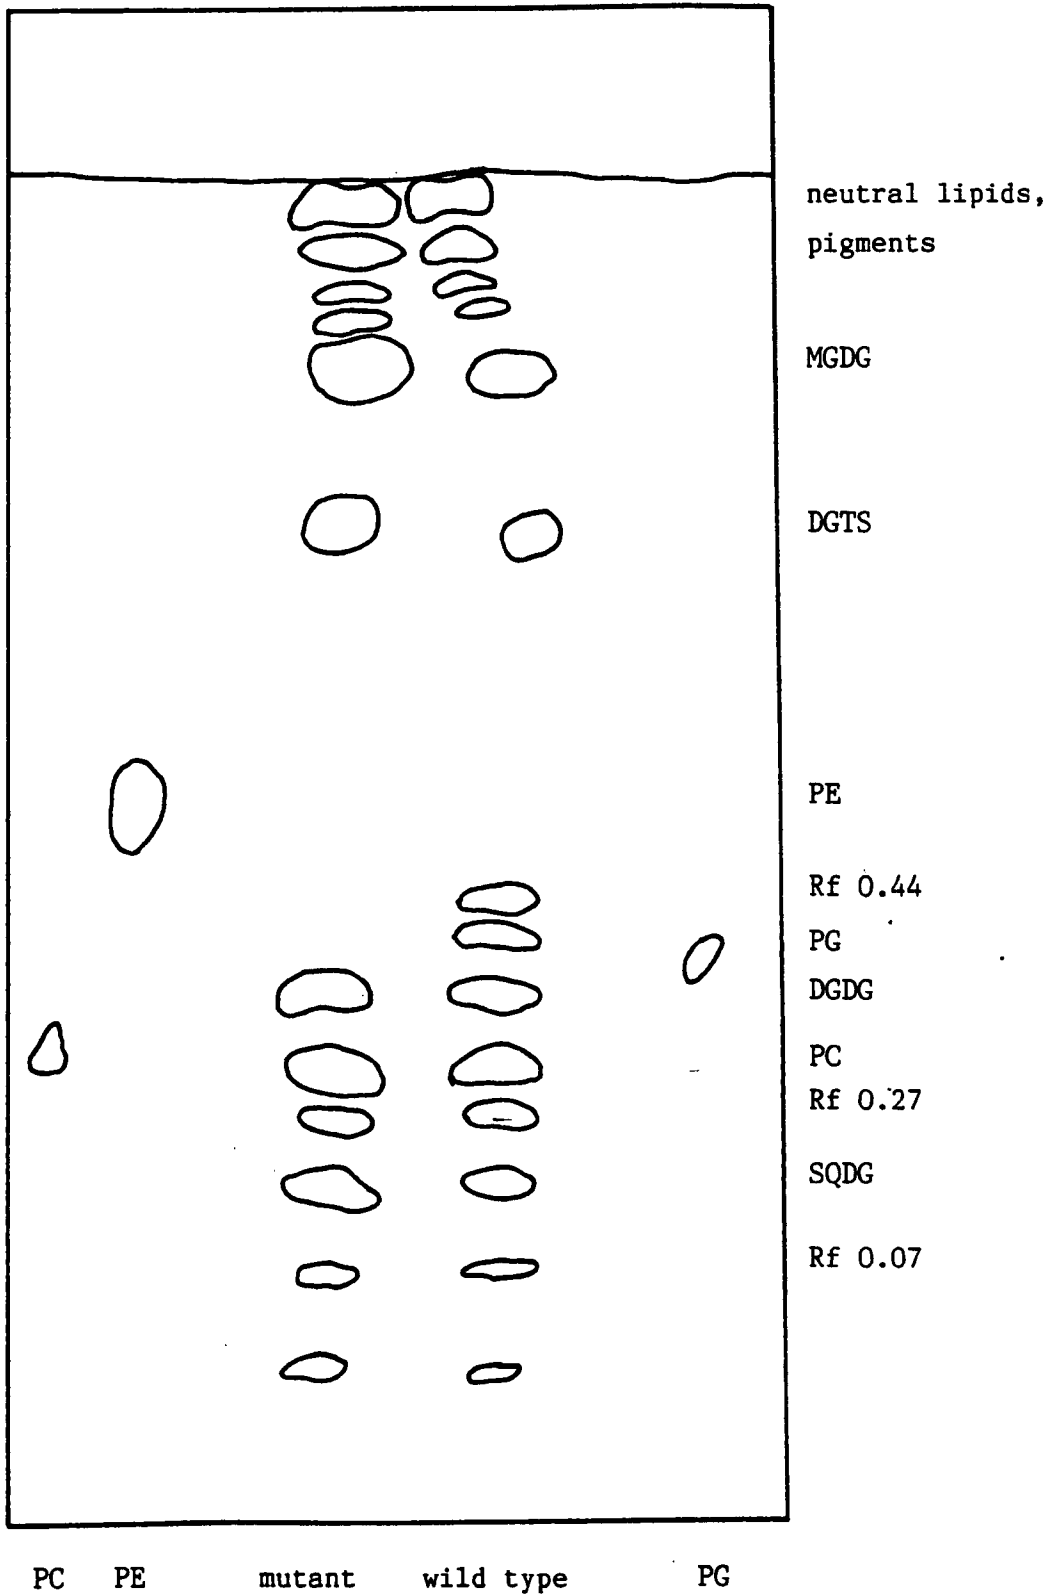 neutral lipids,
pigments
MGDG
DGTS
PE
Rf 0.44
PG
DGDG
PC
Rf 0.27
SQDG
Rf 0.07
PC PE mutant wild type PG